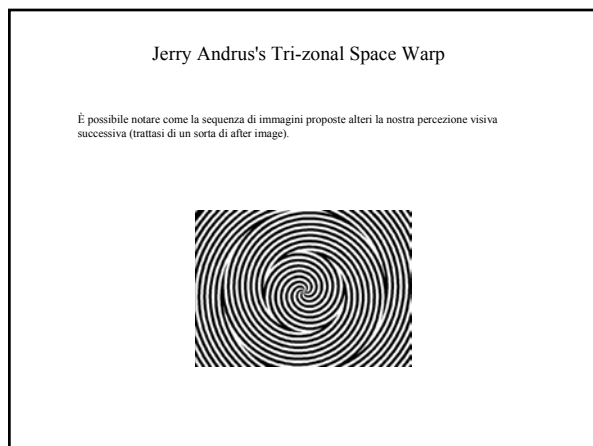 Jerry Andrus's Tri-zonal Space Warp
È possibile notare come la sequenza di immagini proposte alteri la nostra percezione visiva
successiva (trattasi di un sorta di after image).